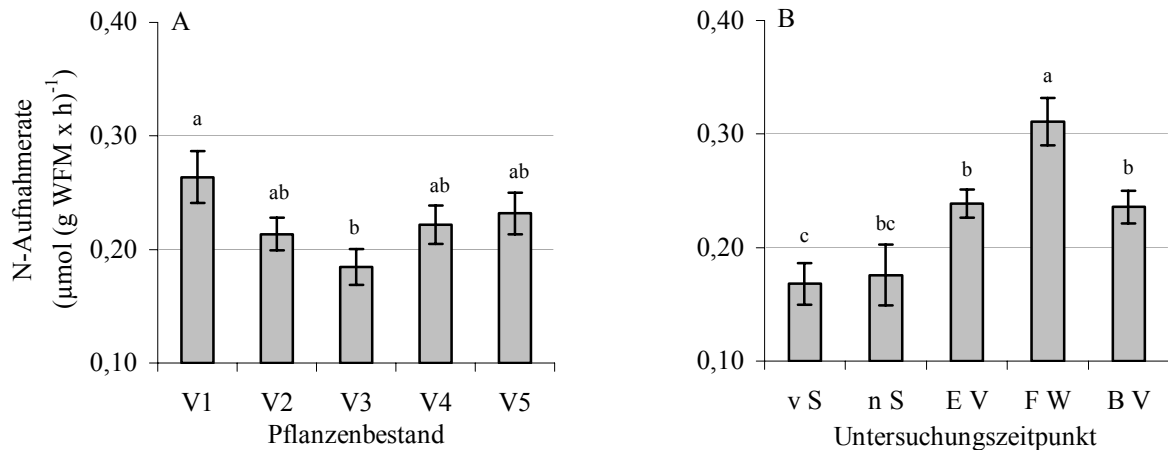 N-Aufnahmerate
(µmol (g WFM x h)⁻¹
A
0,40
0,30
0,20
0,10
a
ab
b
ab
ab
V1 V2 V3 V4 V5
Pflanzenbestand
B
0,40
0,30
0,20
0,10
c
bc
b
a
b
v S n S E V F W B V
Untersuchungszeitpunkt